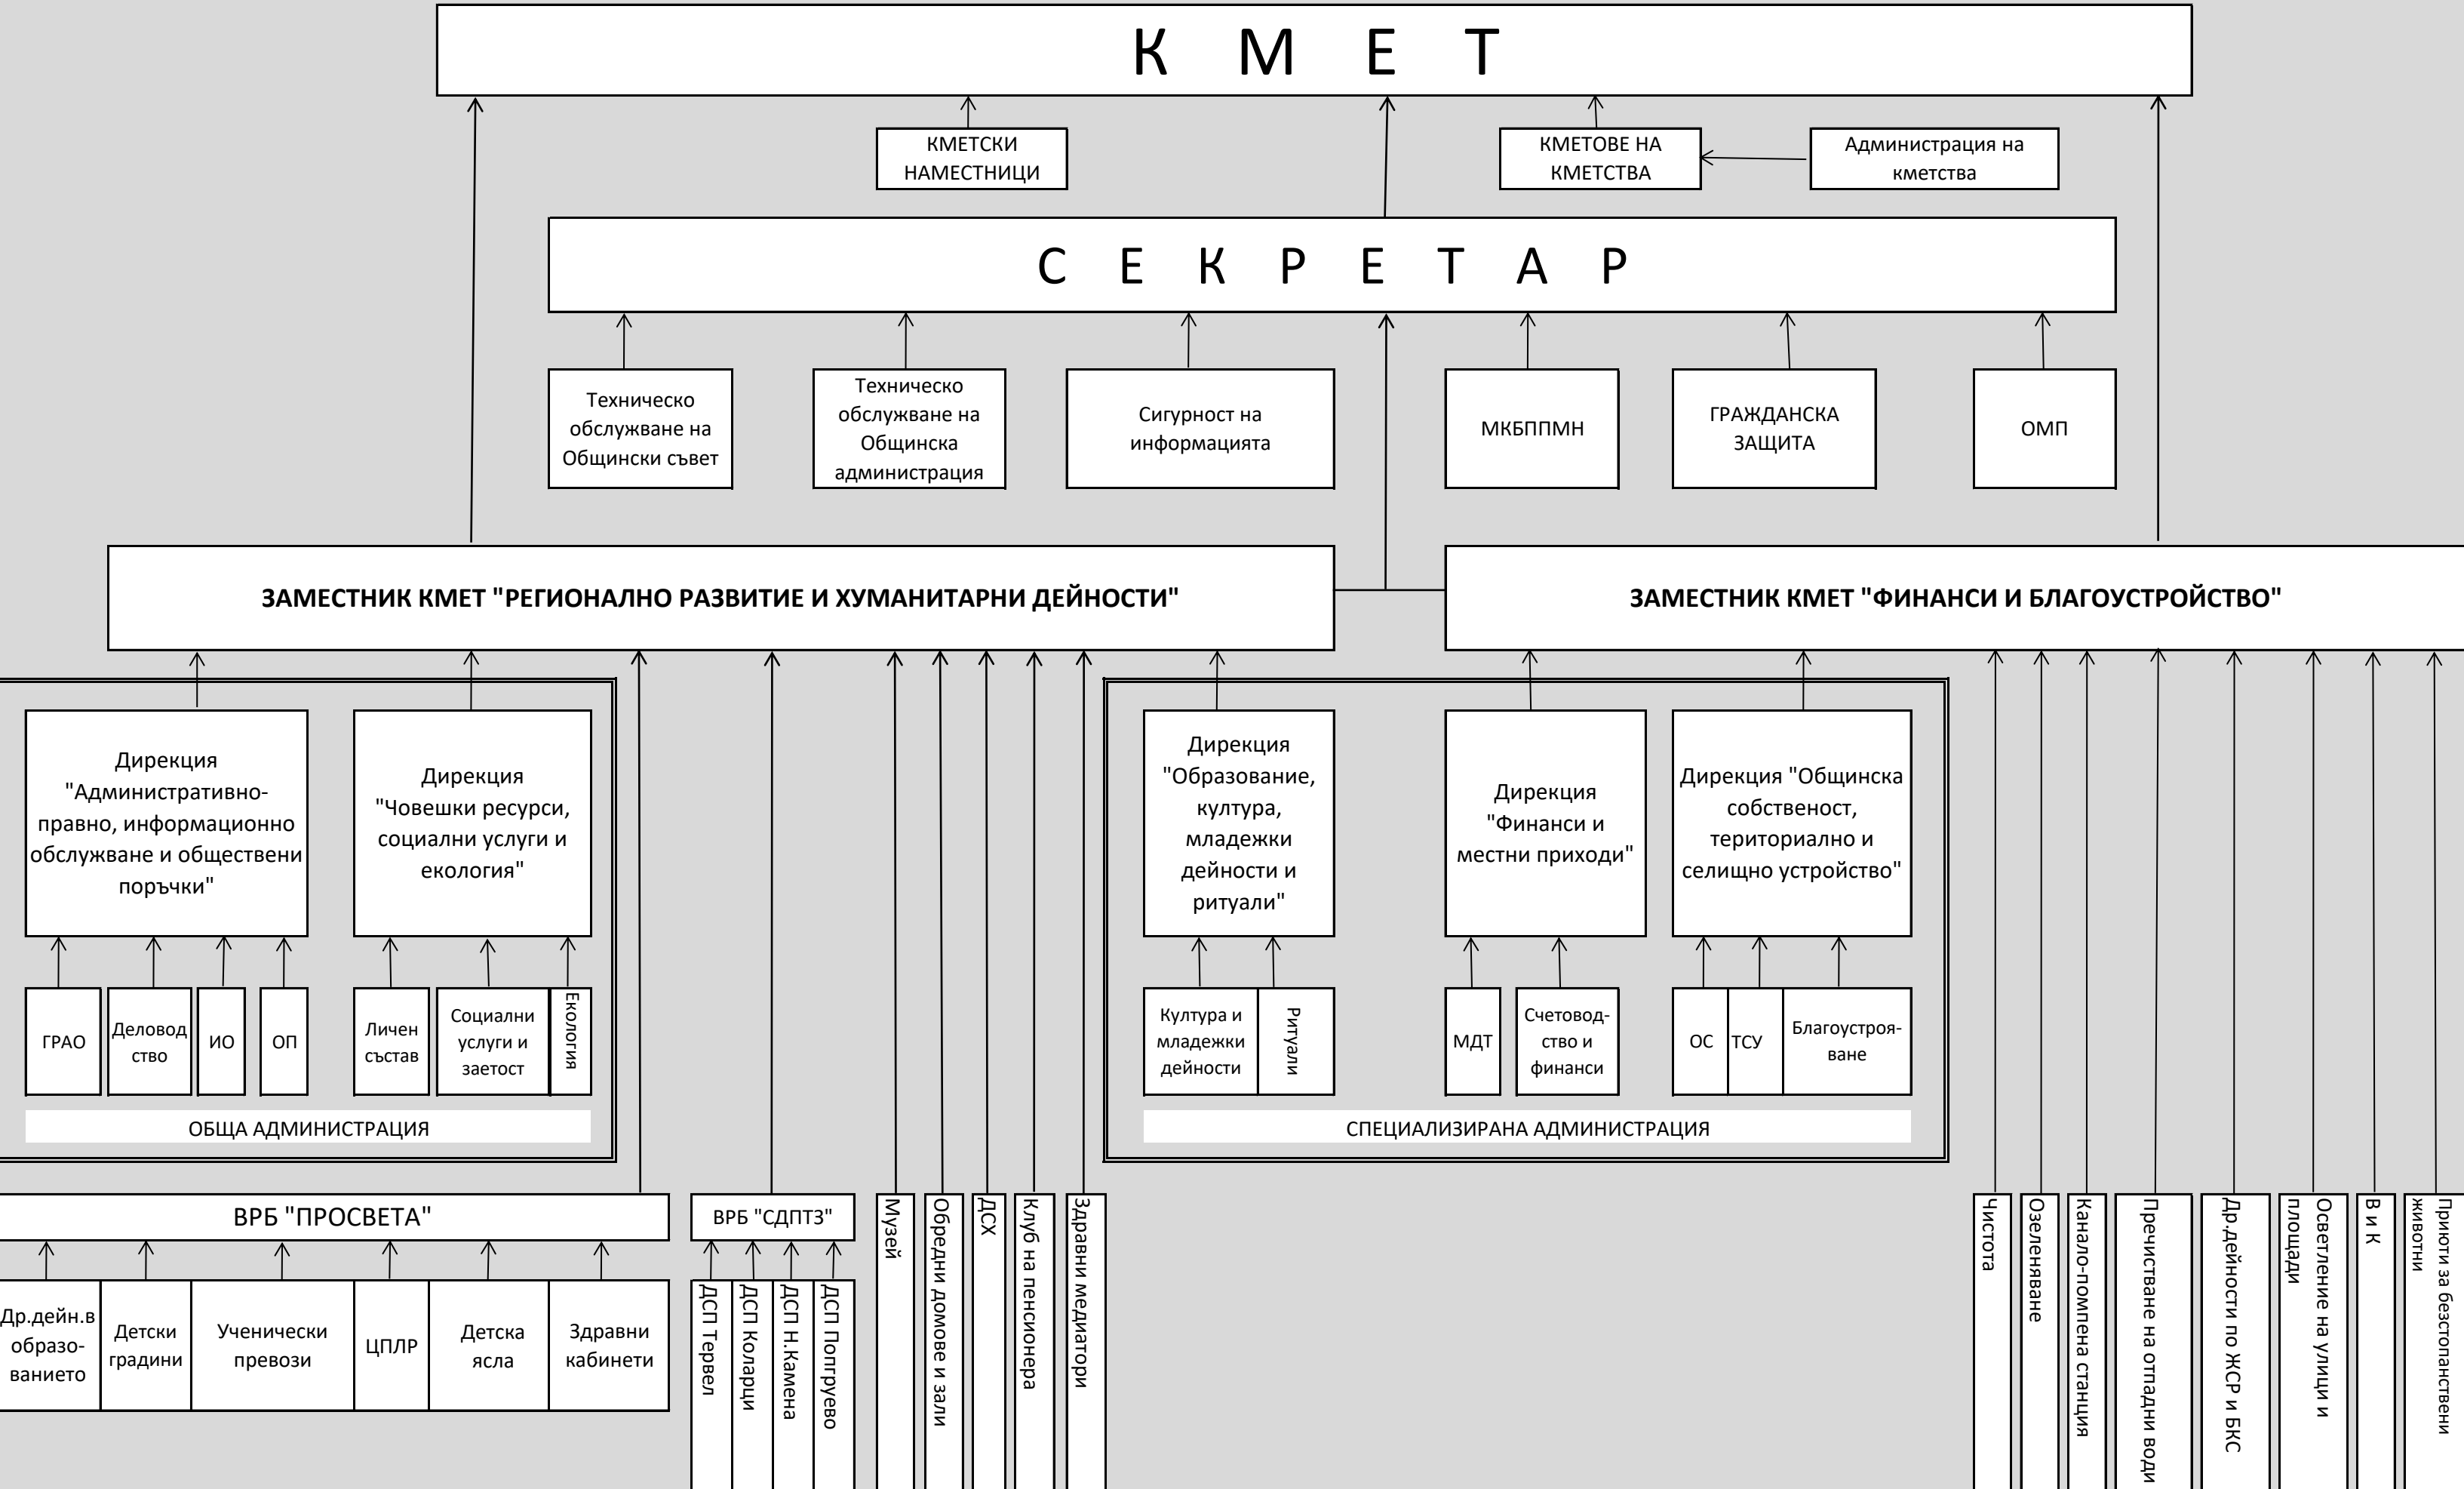 К М Е Т
КМЕТСКИ
НАМЕСТНИЦИ
КМЕТОВЕ НА
КМЕТСТВА
Администрация на
кметства
С Е К Р Е Т А Р
Техническо
обслужване на
Общински съвет
Техническо
обслужване на
Общинска
администрация
Сигурност на
информацията
МКБППМН
ГРАЖДАНСКА
ЗАЩИТА
ОМП
ЗАМЕСТНИК КМЕТ "РЕГИОНАЛНО РАЗВИТИЕ И ХУМАНИТАРНИ ДЕЙНОСТИ"
ЗАМЕСТНИК КМЕТ "ФИНАНСИ И БЛАГОУСТРОЙСТВО"
Дирекция
"Административно-
правно, информационно
обслужване и обществени
поръчки"
Дирекция
"Човешки ресурси,
социални услуги и
екология"
Дирекция
"Образование,
култура,
младежки
дейности и
ритуали"
Дирекция
"Финанси и
местни приходи"
Дирекция "Общинска
собственост,
териториално и
селищно устройство"
ГРАО
Деловод
ство
ИО
ОП
Личен
състав
Социални
услуги и
заетост
Екология
Култура и
младежки
дейности
Ритуали
МДТ
Счетовод-
ство и
финанси
ОС
ТСУ
Благоустроя-
ване
ОБЩА АДМИНИСТРАЦИЯ
СПЕЦИАЛИЗИРАНА АДМИНИСТРАЦИЯ
ВРБ "ПРОСВЕТА"
ВРБ "СДПТЗ"
Музей
Обредни домове и зали
ДСХ
Клуб на пенсионера
Здравни медиатори
Чистота
Озеленяване
Канало-помпена станция
Пречистване на отпадни води
Др.дейности по ЖСР и БКС
Осветление на улици и
площади
В и К
Приюти за безстопанствени
животни
Др.дейн.в
образо-
ванието
Детски
градини
Ученически
превози
ЦПЛР
Детска
ясла
Здравни
кабинети
ДСП Тервел
ДСП Коларци
ДСП Н.Камена
ДСП Попгруево